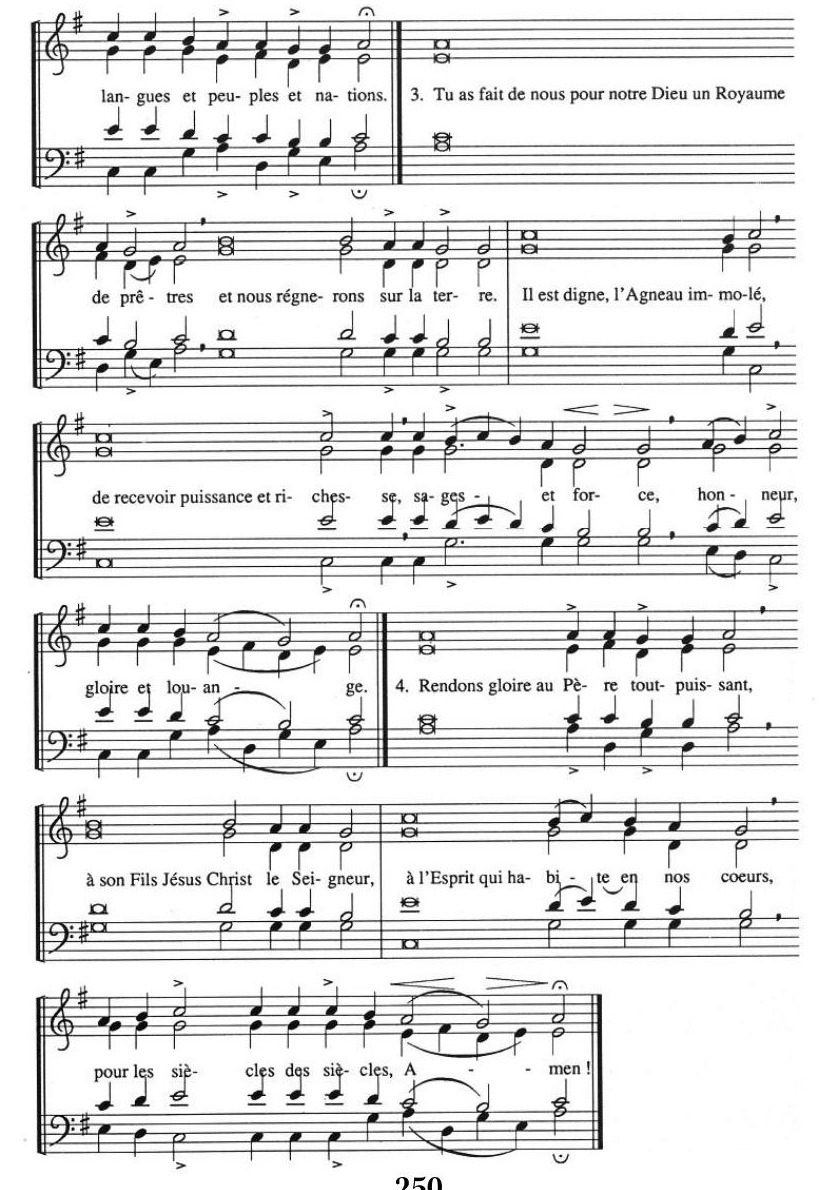 lan- gues et peu- ples et na- tions. 3. Tu as fait de nous pour notre Dieu un Royaume
de prê - tres et nous régne- rons sur la ter- re. Il est digne, l'Agneau im- mo-lé,
de recevoir puissance et ri- ches- se, sa- ges - et for- ce, hon - neur,
gloire et lou- an - ge. 4. Rendons gloire au Pè- re tout- puis- sant,
à son Fils Jésus Christ le Sei- gneur, à l'Esprit qui ha- bi - te en nos coeurs,
pour les siè- cles des siè- cles, A - - men !
250